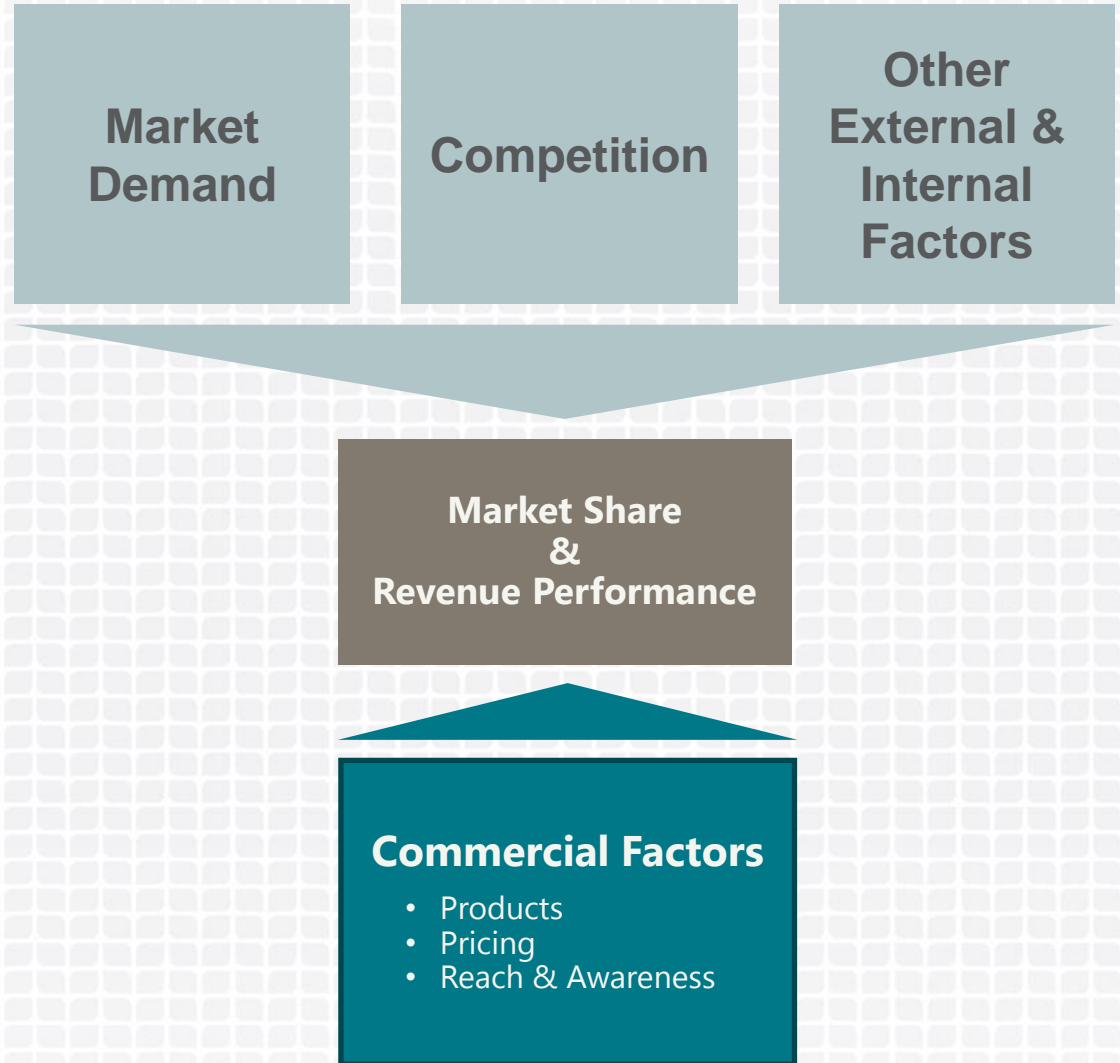 Market
Demand
Competition
Other
External &
Internal
Factors
Market Share
&
Revenue Performance
Commercial Factors
• Products
• Pricing
• Reach & Awareness